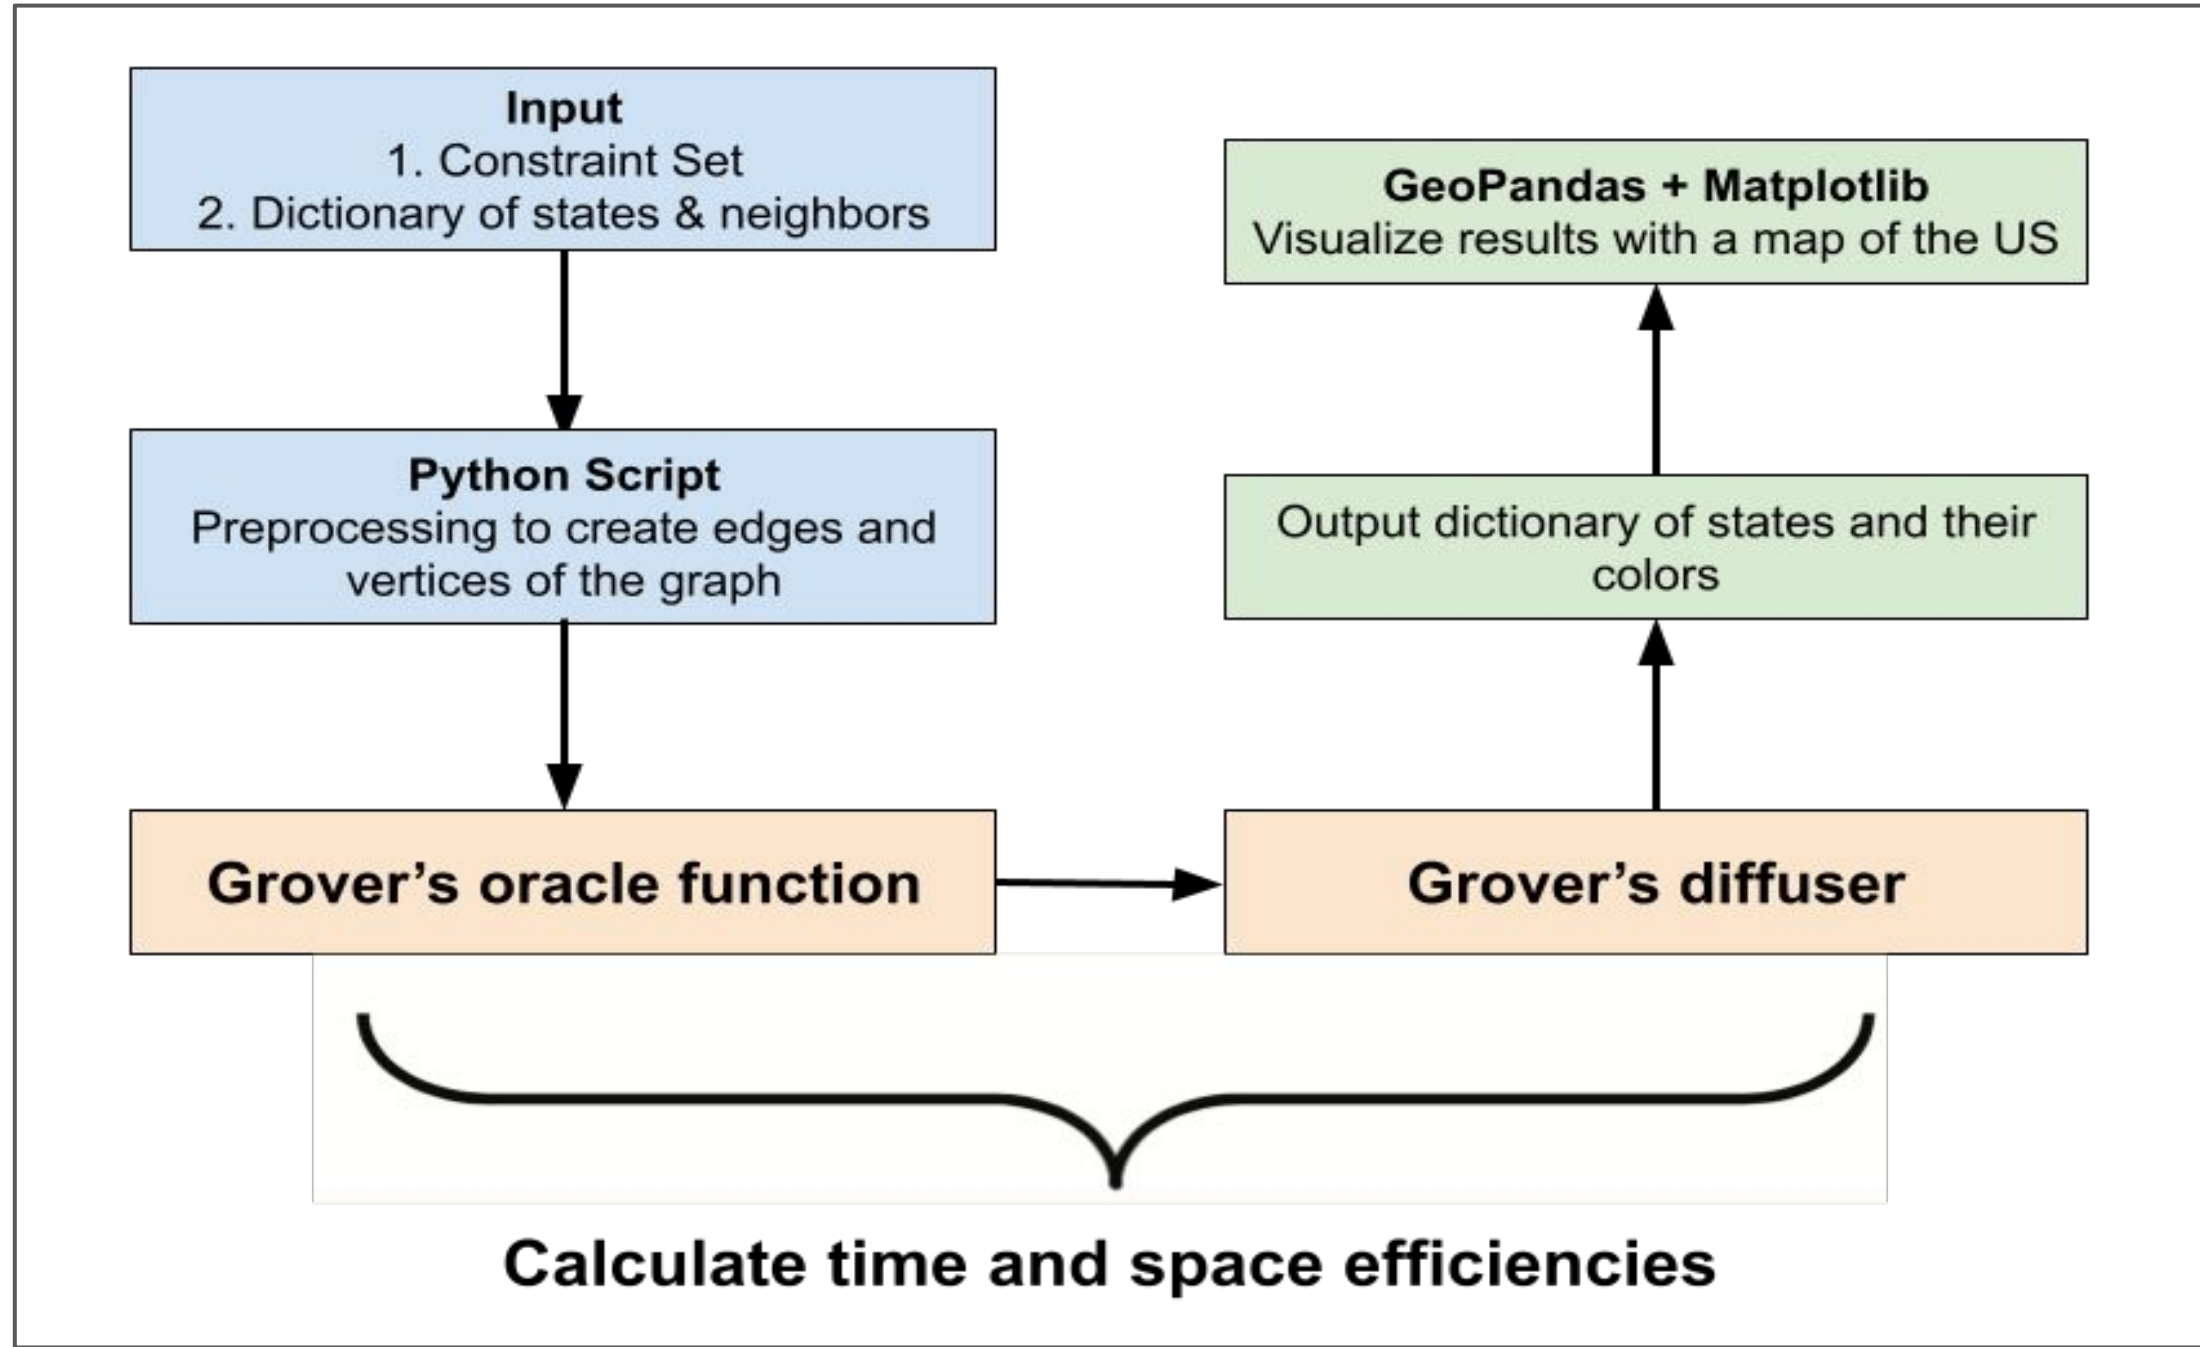 Input
1. Constraint Set
2. Dictionary of states & neighbors
Python Script
Preprocessing to create edges and
vertices of the graph
Grover’s oracle function
Grover’s diffuser
Output dictionary of states and their
colors
GeoPandas + Matplotlib
Visualize results with a map of the US
Calculate time and space efficiencies